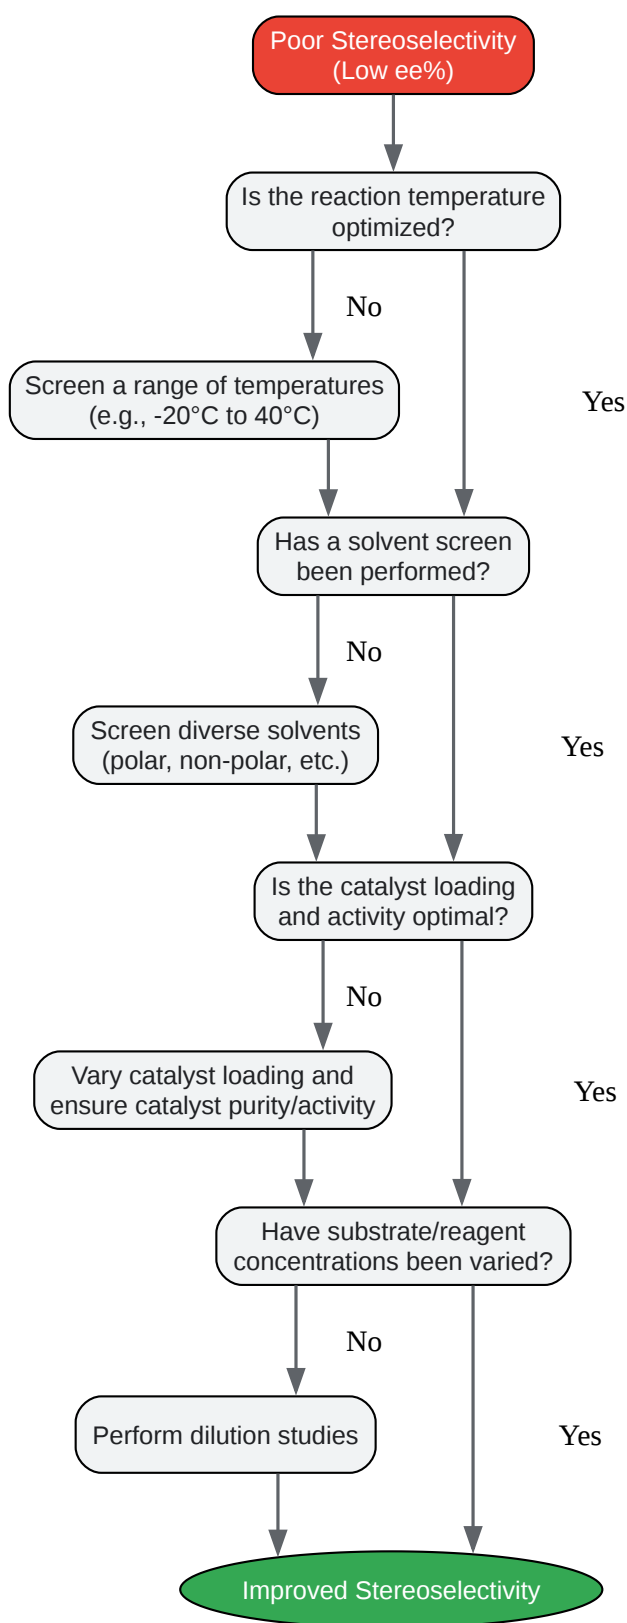 Poor Stereoselectivity
(Low ee%)
Is the reaction temperature
optimized?
No
Screen a range of temperatures
(e.g., -20°C to 40°C)
Yes
Has a solvent screen
been performed?
No
Screen diverse solvents
(polar, non-polar, etc.)
Yes
Is the catalyst loading
and activity optimal?
No
Vary catalyst loading and
ensure catalyst purity/activity
Yes
Have substrate/reagent
concentrations been varied?
No
Perform dilution studies
Yes
Improved Stereoselectivity